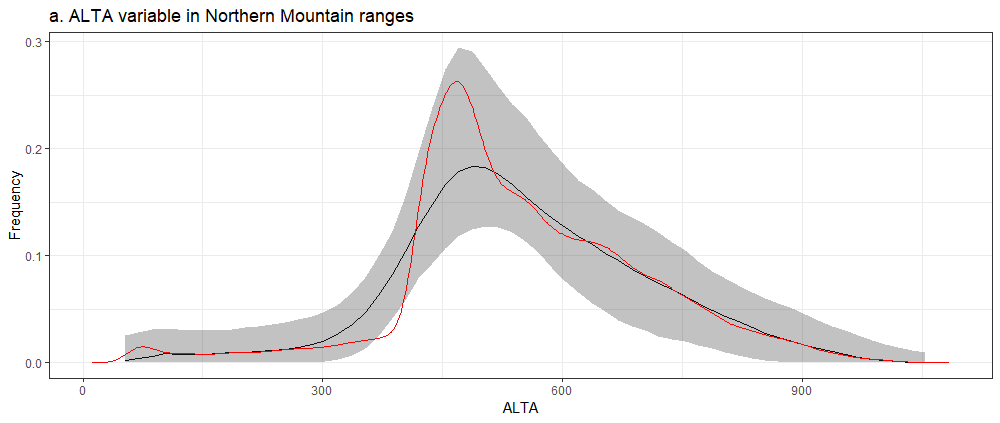 a. ALTA variable in Northern Mountain ranges
0.3
0.2
0.1
0.0
Frequency
0
300
600
900
ALTA